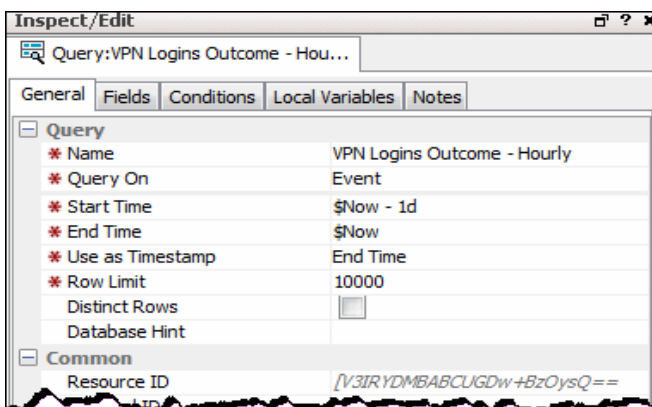 Inspect/Edit
Query:VPN Logins Outcome - Hou...
General Fields Conditions Local Variables Notes
Query
* Name VPN Logins Outcome - Hourly
* Query On Event
* Start Time $Now - 1d
* End Time $Now
* Use as Timestamp End Time
* Row Limit 10000
Distinct Rows
Database Hint
Common
Resource ID [V3IRYDMBABCUGDw+BzOysQ==